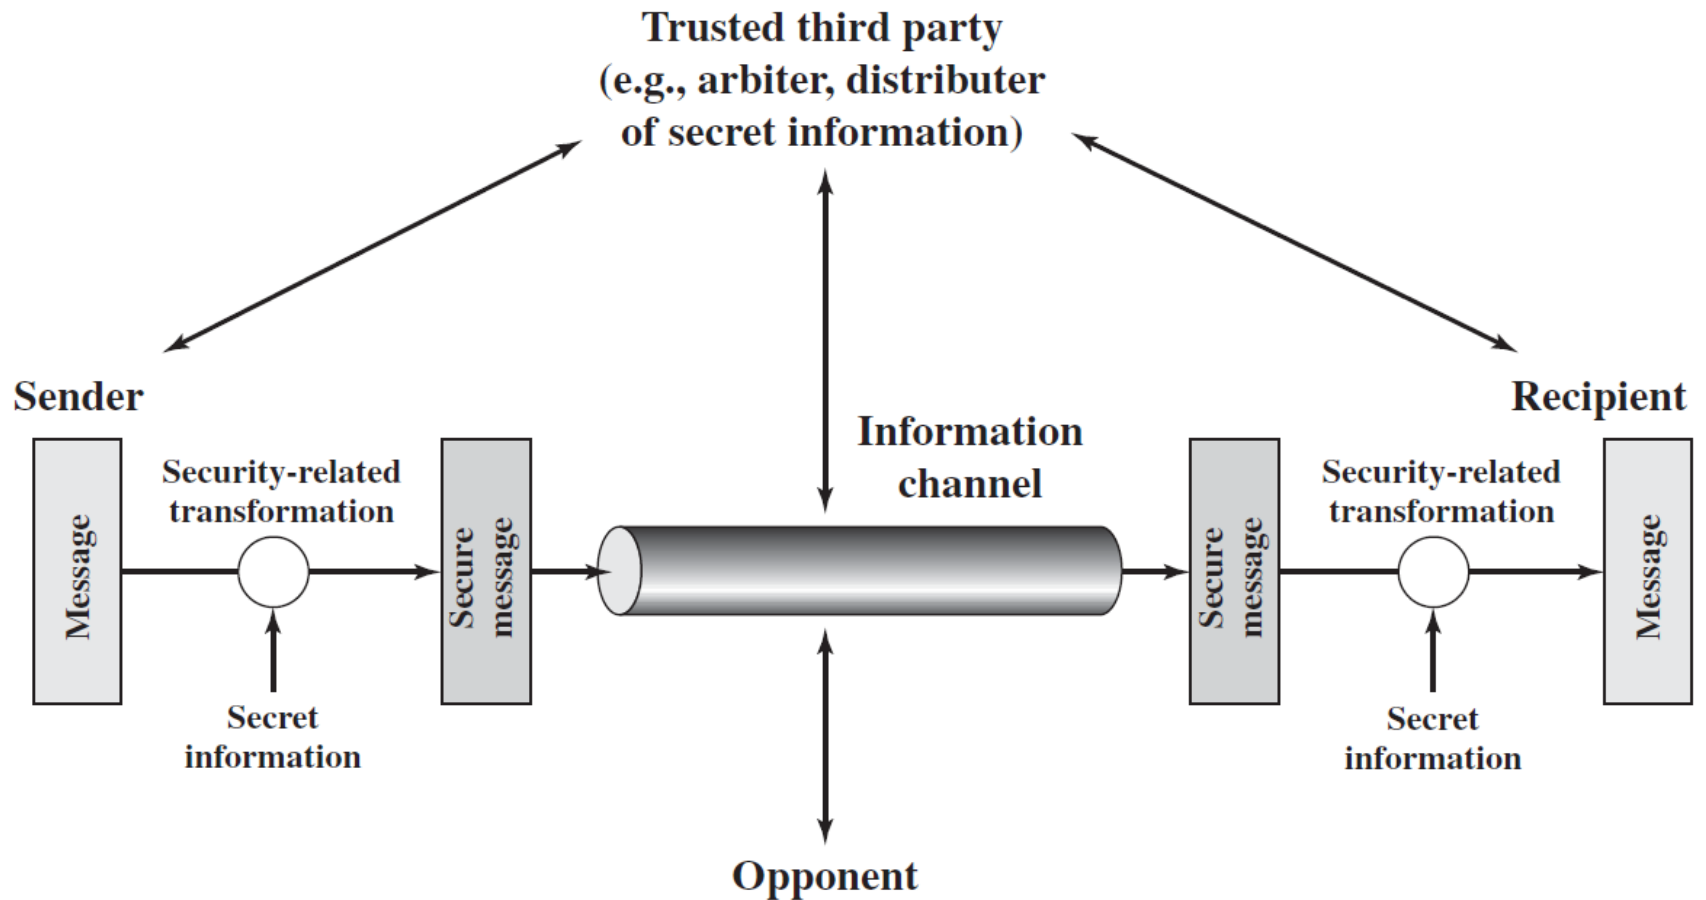 Trusted third party
(e.g., arbiter, distributer
of secret information)
Sender
Recipient
Information
channel
Security-related
transformation
Security-related
transformation
Message
Secure
message
Secure
message
Message
Secret
information
Secret
information
Opponent